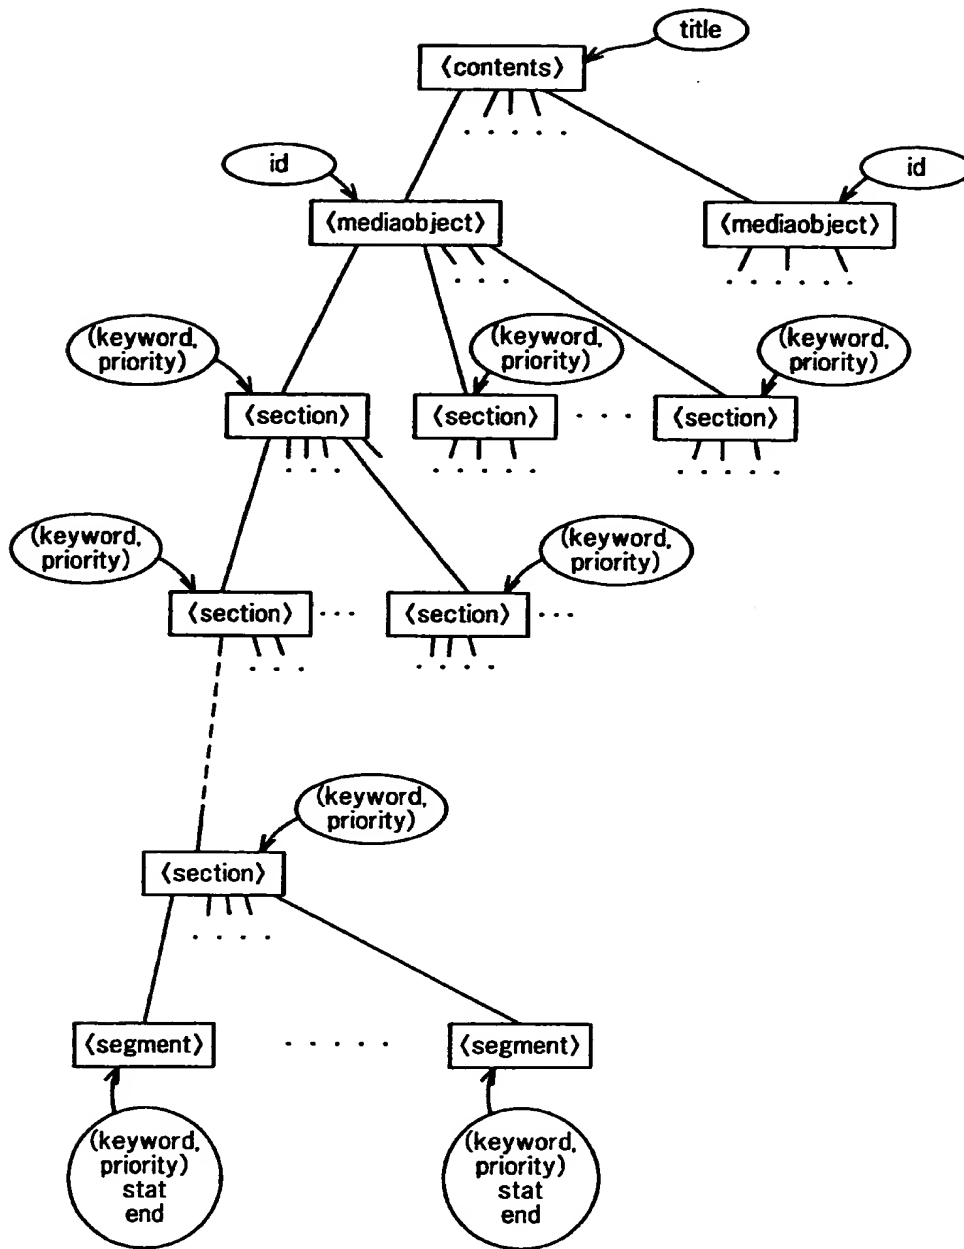 title
〈contents〉
id
id
〈mediaobject〉
〈mediaobject〉
(keyword,
priority)
(keyword,
priority)
(keyword,
priority)
〈section〉
〈section〉
〈section〉
(keyword,
priority)
(keyword,
priority)
〈section〉
〈section〉
(keyword,
priority)
〈section〉
〈segment〉
〈segment〉
(keyword,
priority)
stat
end
(keyword,
priority)
stat
end